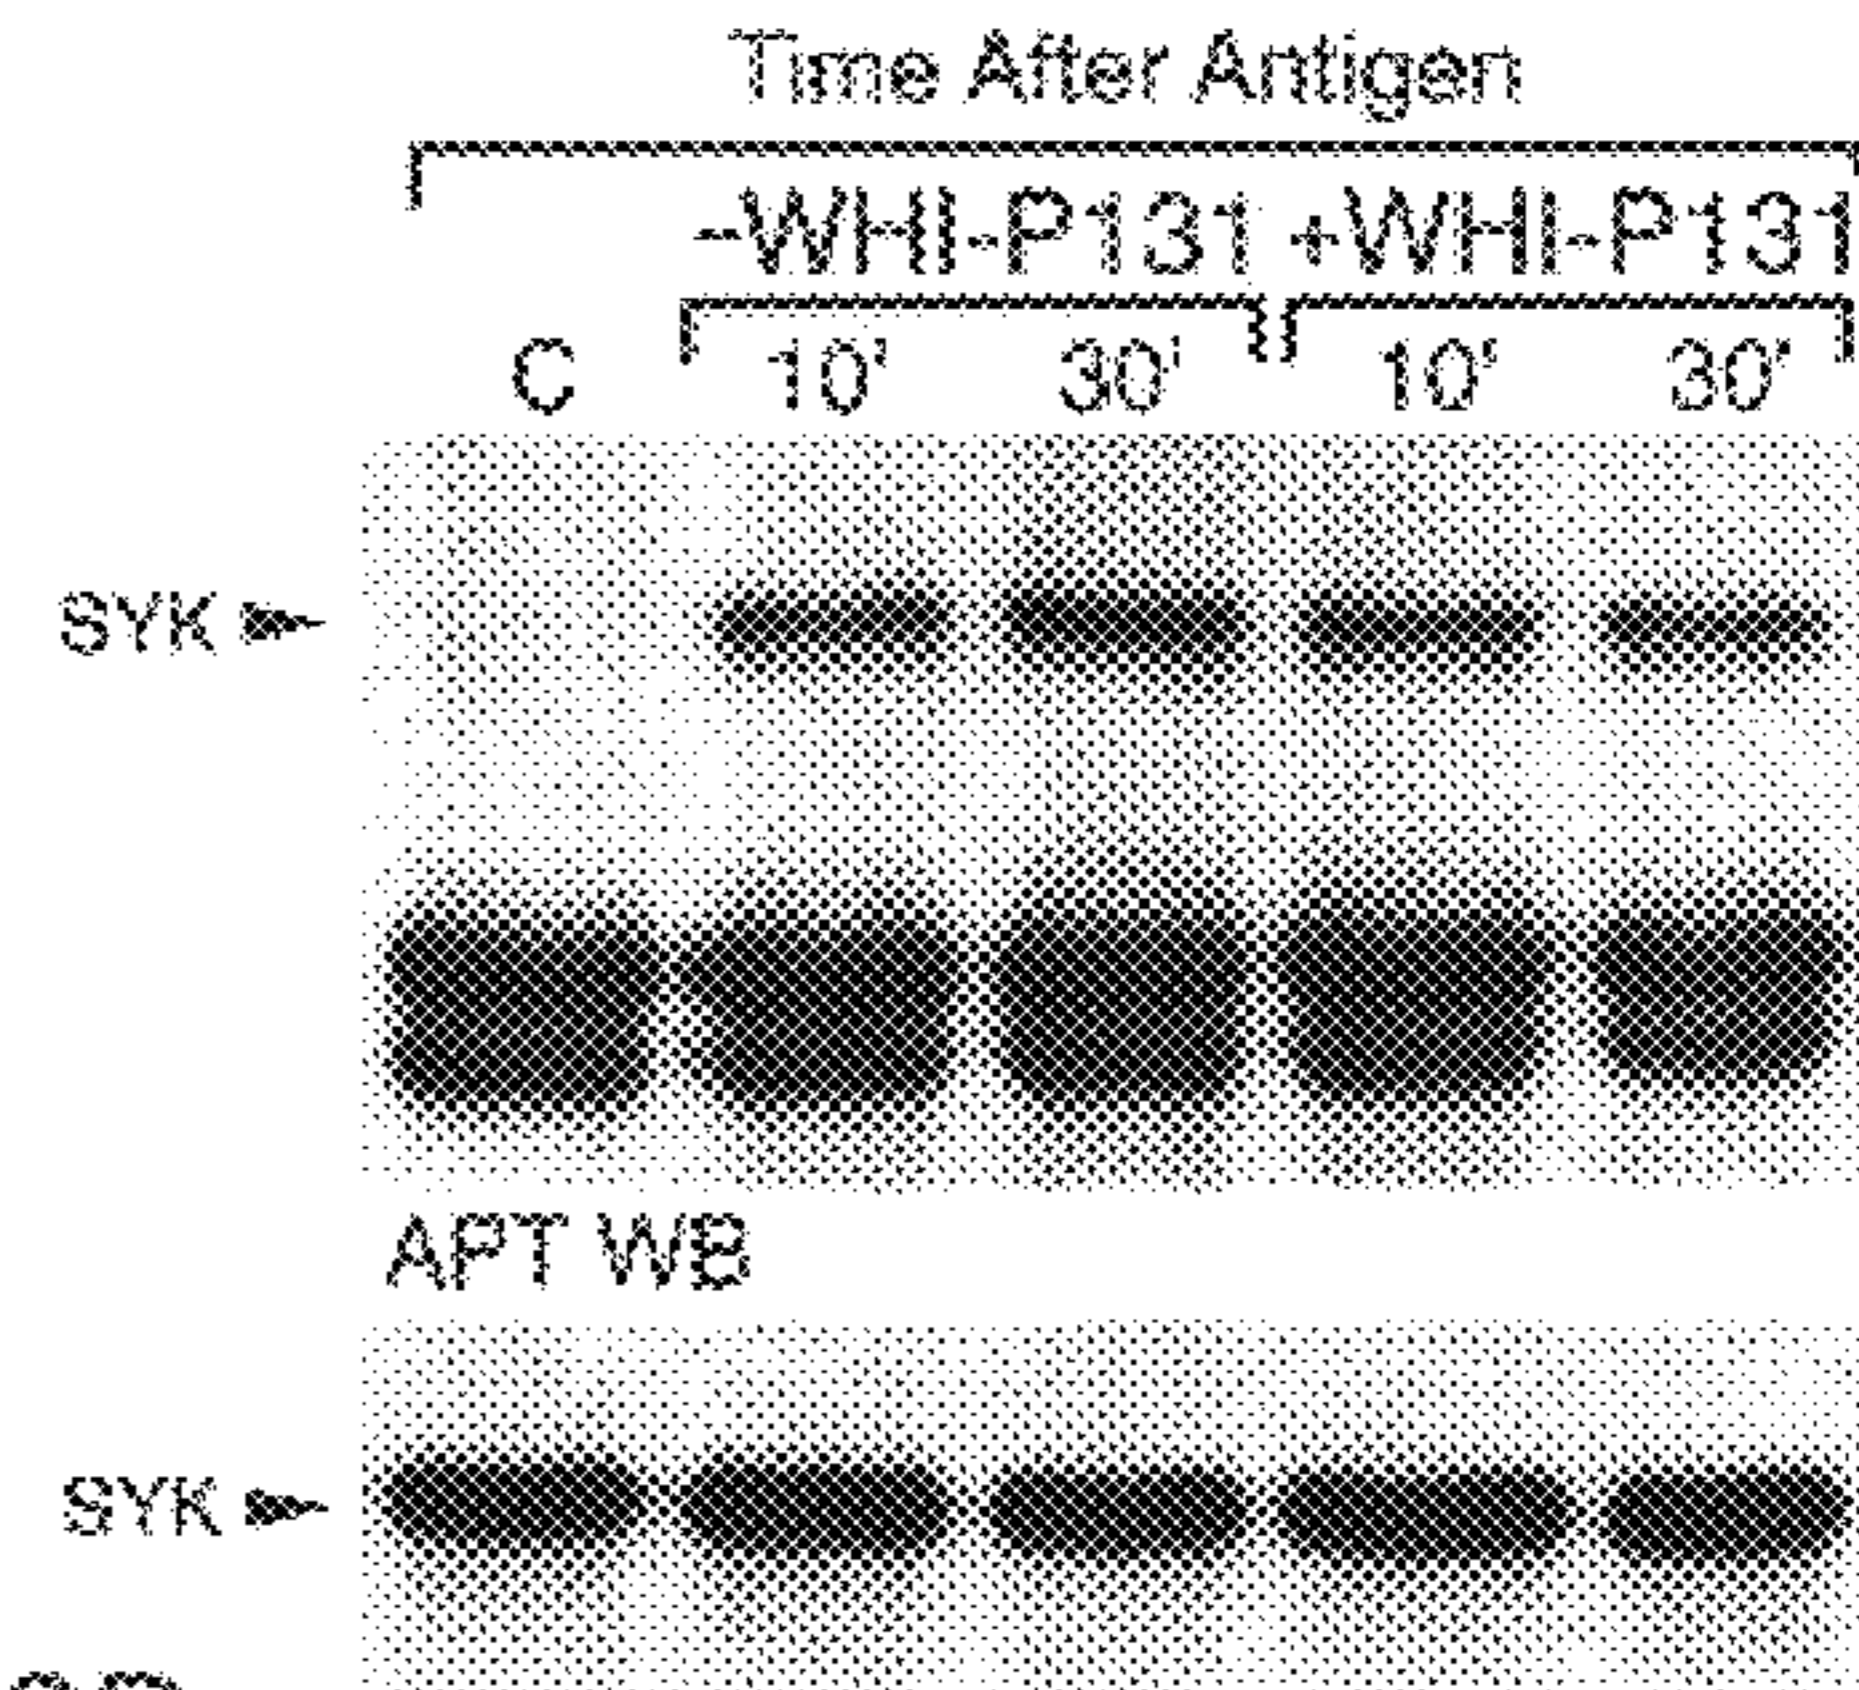 Time After Antigen
-WHI-P131 +WHI-P131
C 10' 30' 10' 30'
SYK
APT WB
SYK